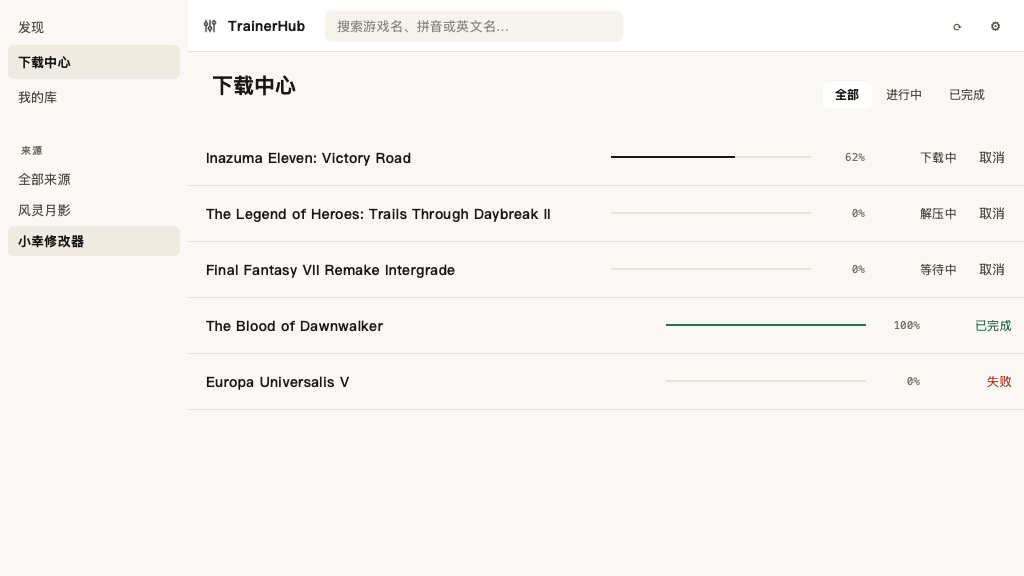 发现
下载中心
我的库
来源
全部来源
风灵月影
小幸修改器
TrainerHub
搜索游戏名、拼音或英文名...
下载中心
全部 进行中 已完成
Inazuma Eleven: Victory Road 62% 下载中 取消
The Legend of Heroes: Trails Through Daybreak II 0% 解压中 取消
Final Fantasy VII Remake Intergrade 0% 等待中 取消
The Blood of Dawnwalker 100% 已完成
Europa Universalis V 0% 失败